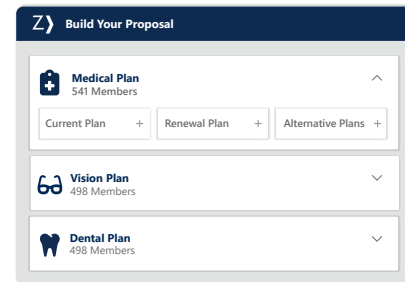 Z) Build Your Proposal
Medical Plan
541 Members
Current Plan + Renewal Plan + Alternative Plans +
Vision Plan
498 Members
Dental Plan
498 Members